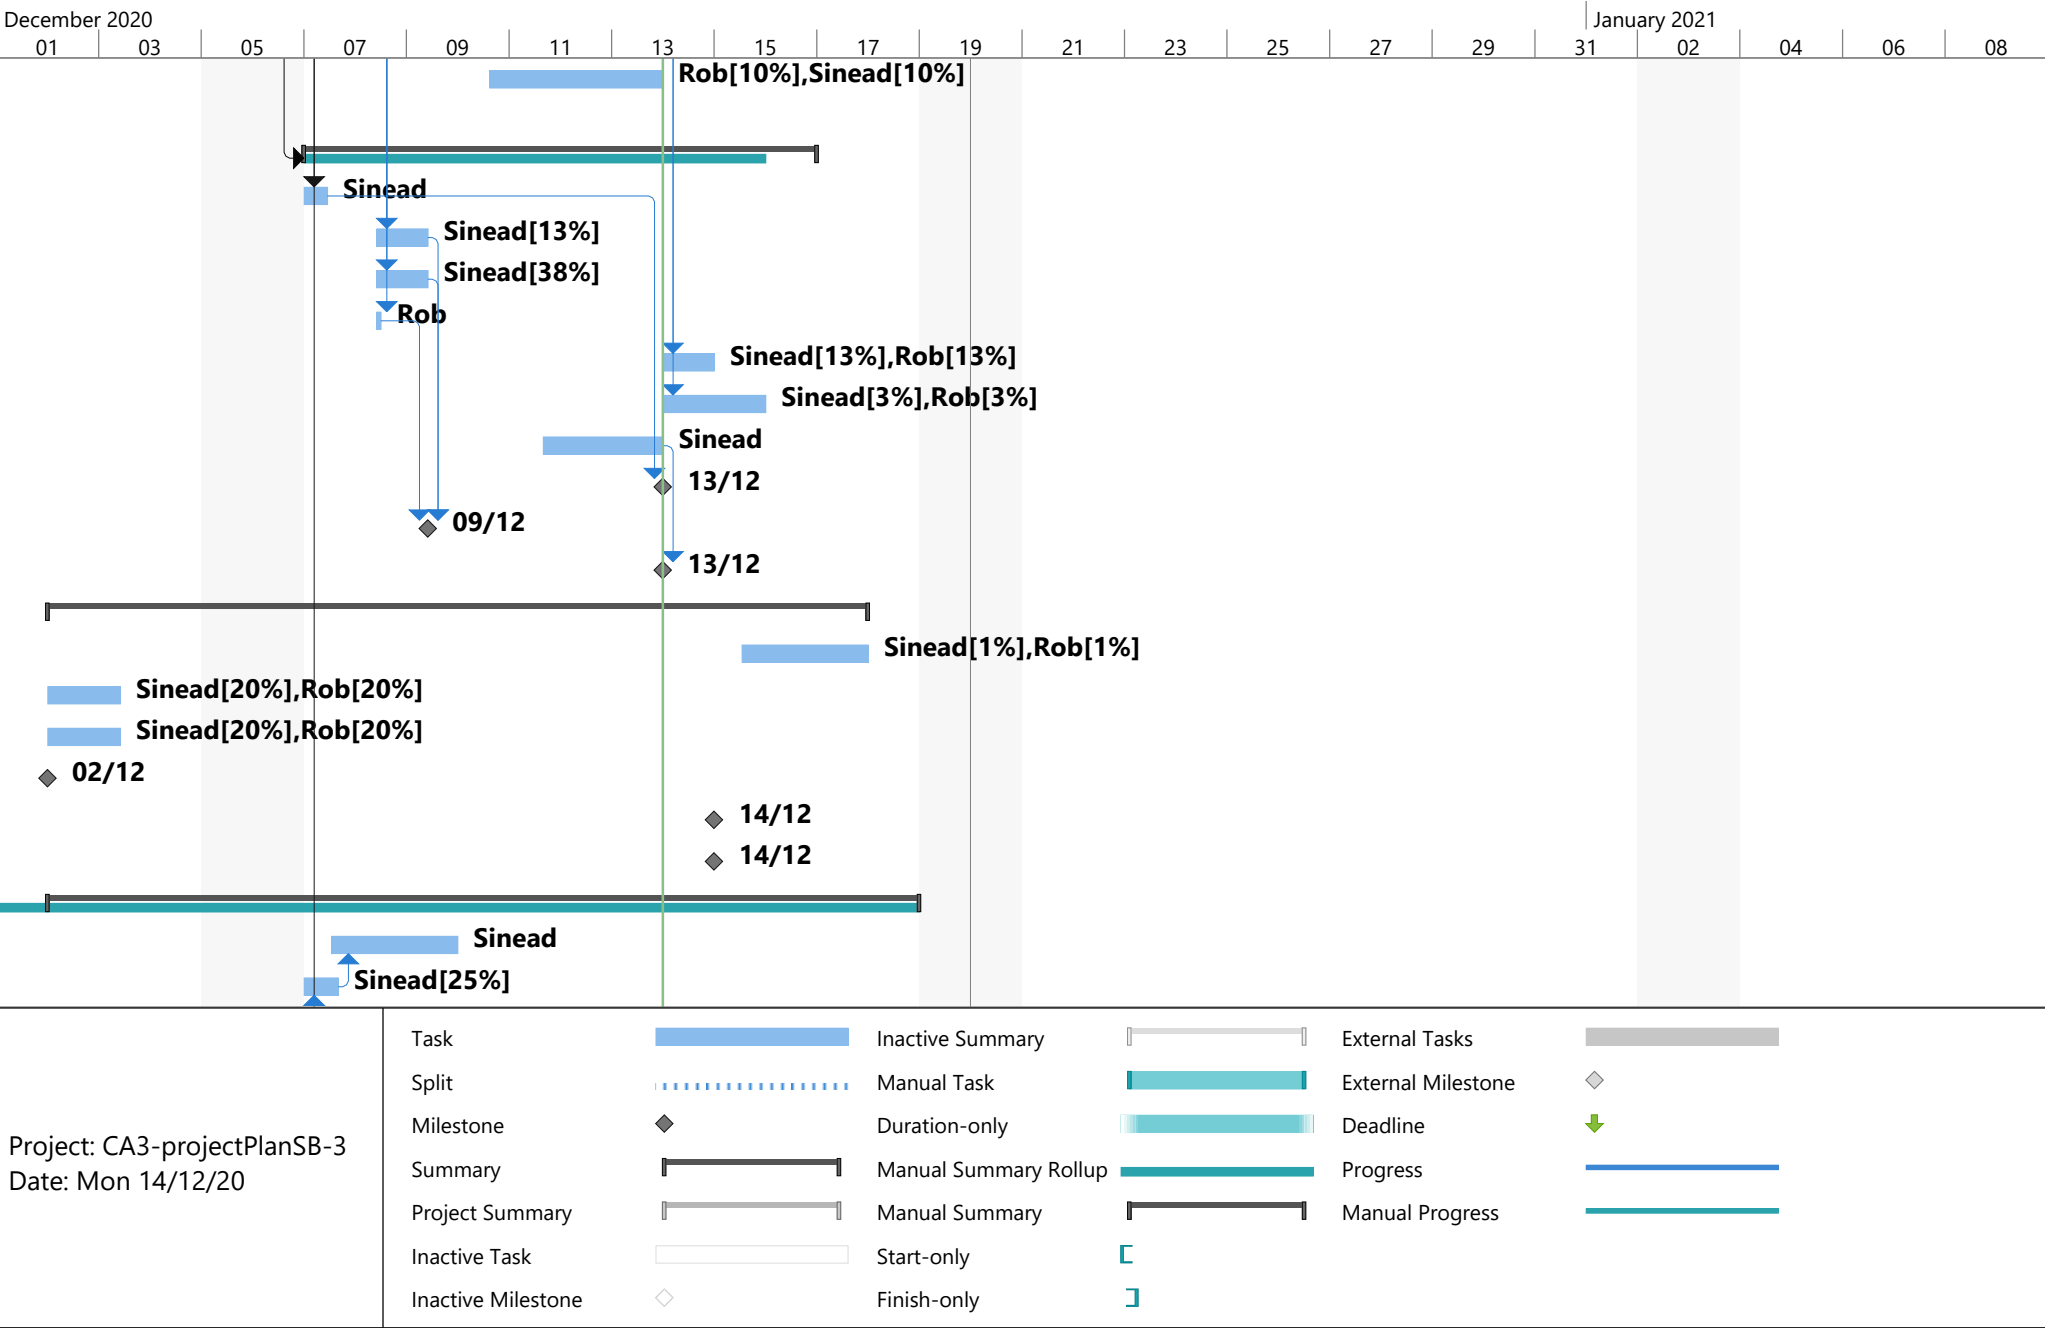 December 2020 January 2021
01 03 05 07 09 11 13 15 17 19 21 23 25 27 29 31 02 04 06 08
Rob[10%],Sinead[10%]
Sinead
Sinead[13%]
Sinead[38%]
Rob
Sinead[13%],Rob[13%]
Sinead[3%],Rob[3%]
Sinead
13/12
09/12
13/12
Sinead[1%],Rob[1%]
Sinead[20%],Rob[20%]
Sinead[20%],Rob[20%]
02/12
14/12
14/12
Sinead
Sinead[25%]
Project: CA3-projectPlanSB-3
Date: Mon 14/12/20
Task
Split
Milestone
Summary
Project Summary
Inactive Task
Inactive Milestone
Inactive Summary
Manual Task
Duration-only
Manual Summary Rollup
Manual Summary
Start-only
Finish-only
External Tasks
External Milestone
Deadline
Progress
Manual Progress